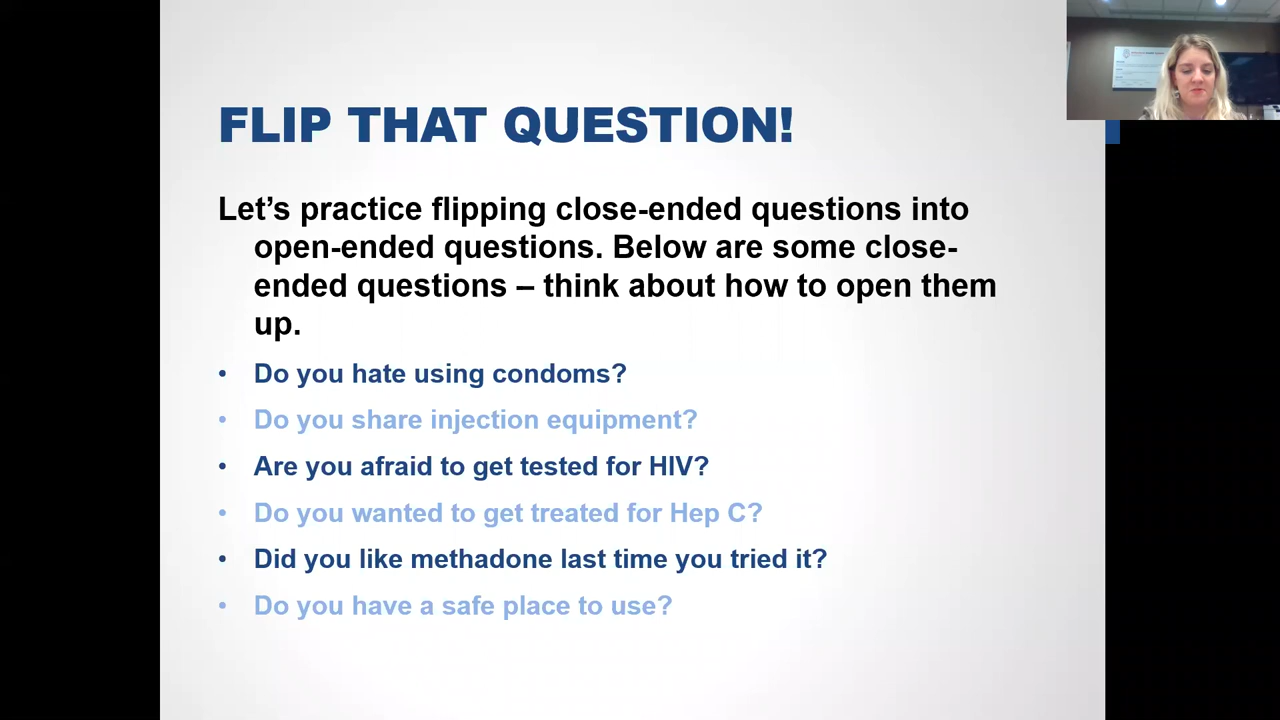 FLIP THAT QUESTION!
Let’s practice flipping close-ended questions into
open-ended questions. Below are some close-
ended questions – think about how to open them
up.
• Do you hate using condoms?
• Do you share injection equipment?
• Are you afraid to get tested for HIV?
• Do you wanted to get treated for Hep C?
• Did you like methadone last time you tried it?
• Do you have a safe place to use?